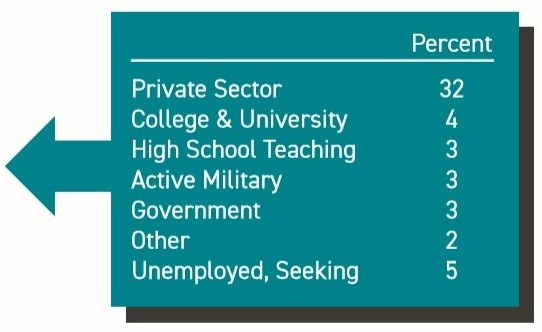 Percent
Private Sector 32
College & University 4
High School Teaching 3
Active Military 3
Government 3
Other 2
Unemployed, Seeking 5